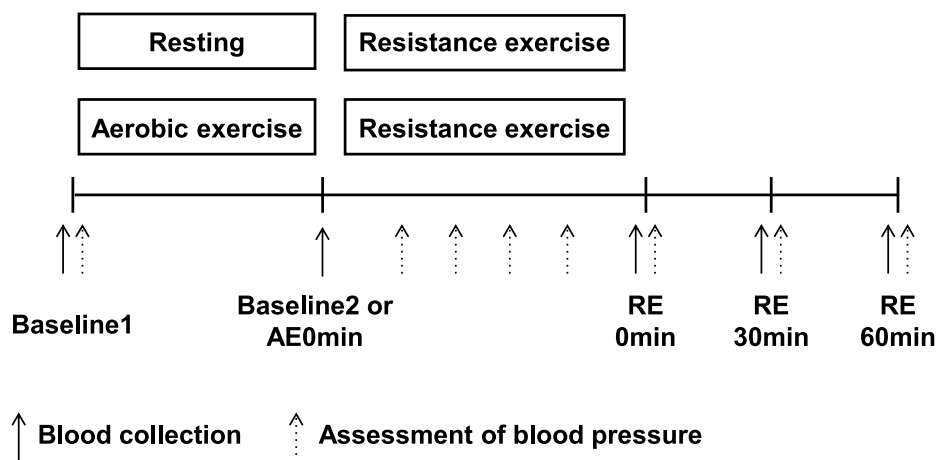 Resting
Resistance exercise
Aerobic exercise
Resistance exercise
Baseline1
Baseline2 or
AE0min
RE
0min
RE
30min
RE
60min
Blood collection
Assessment of blood pressure